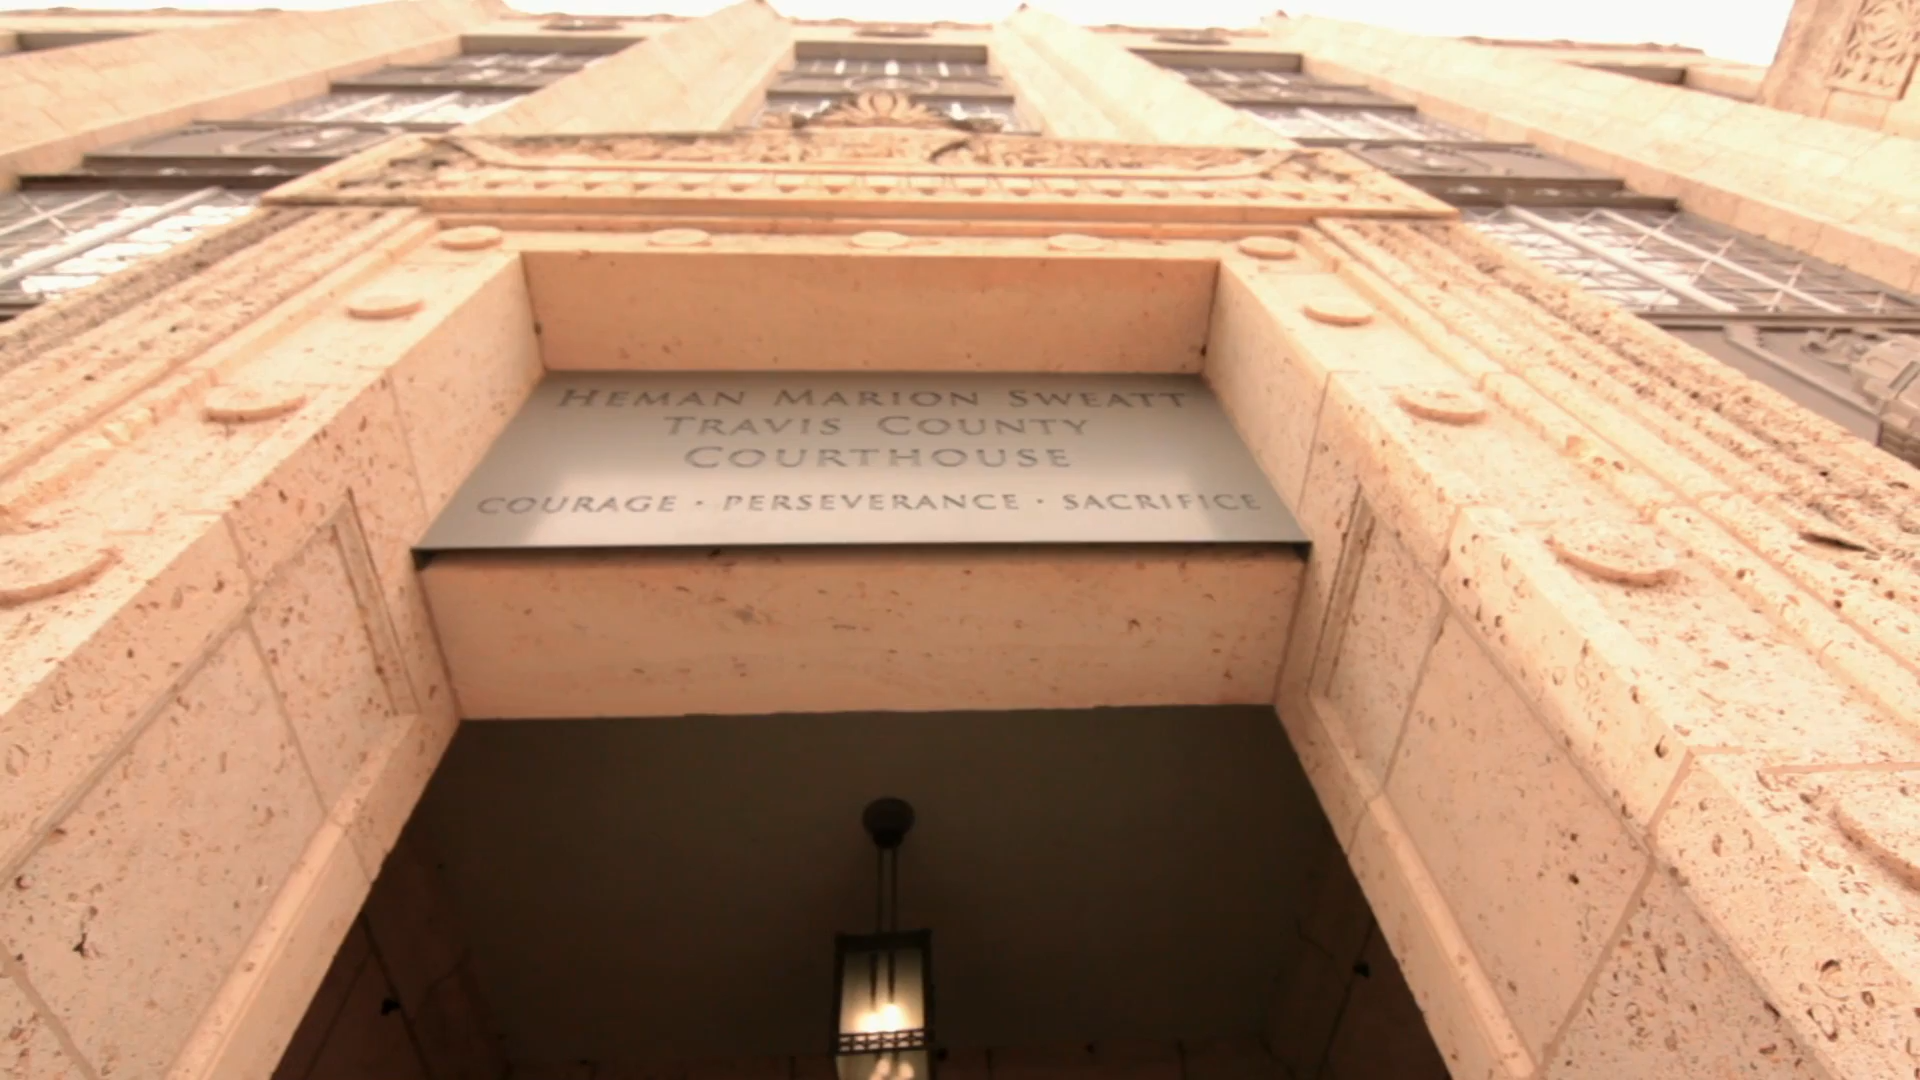 HEMAN MARION SWEATT
TRAVIS COUNTY
COURTHOUSE
COURAGE · PERSEVERANCE · SACRIFICE